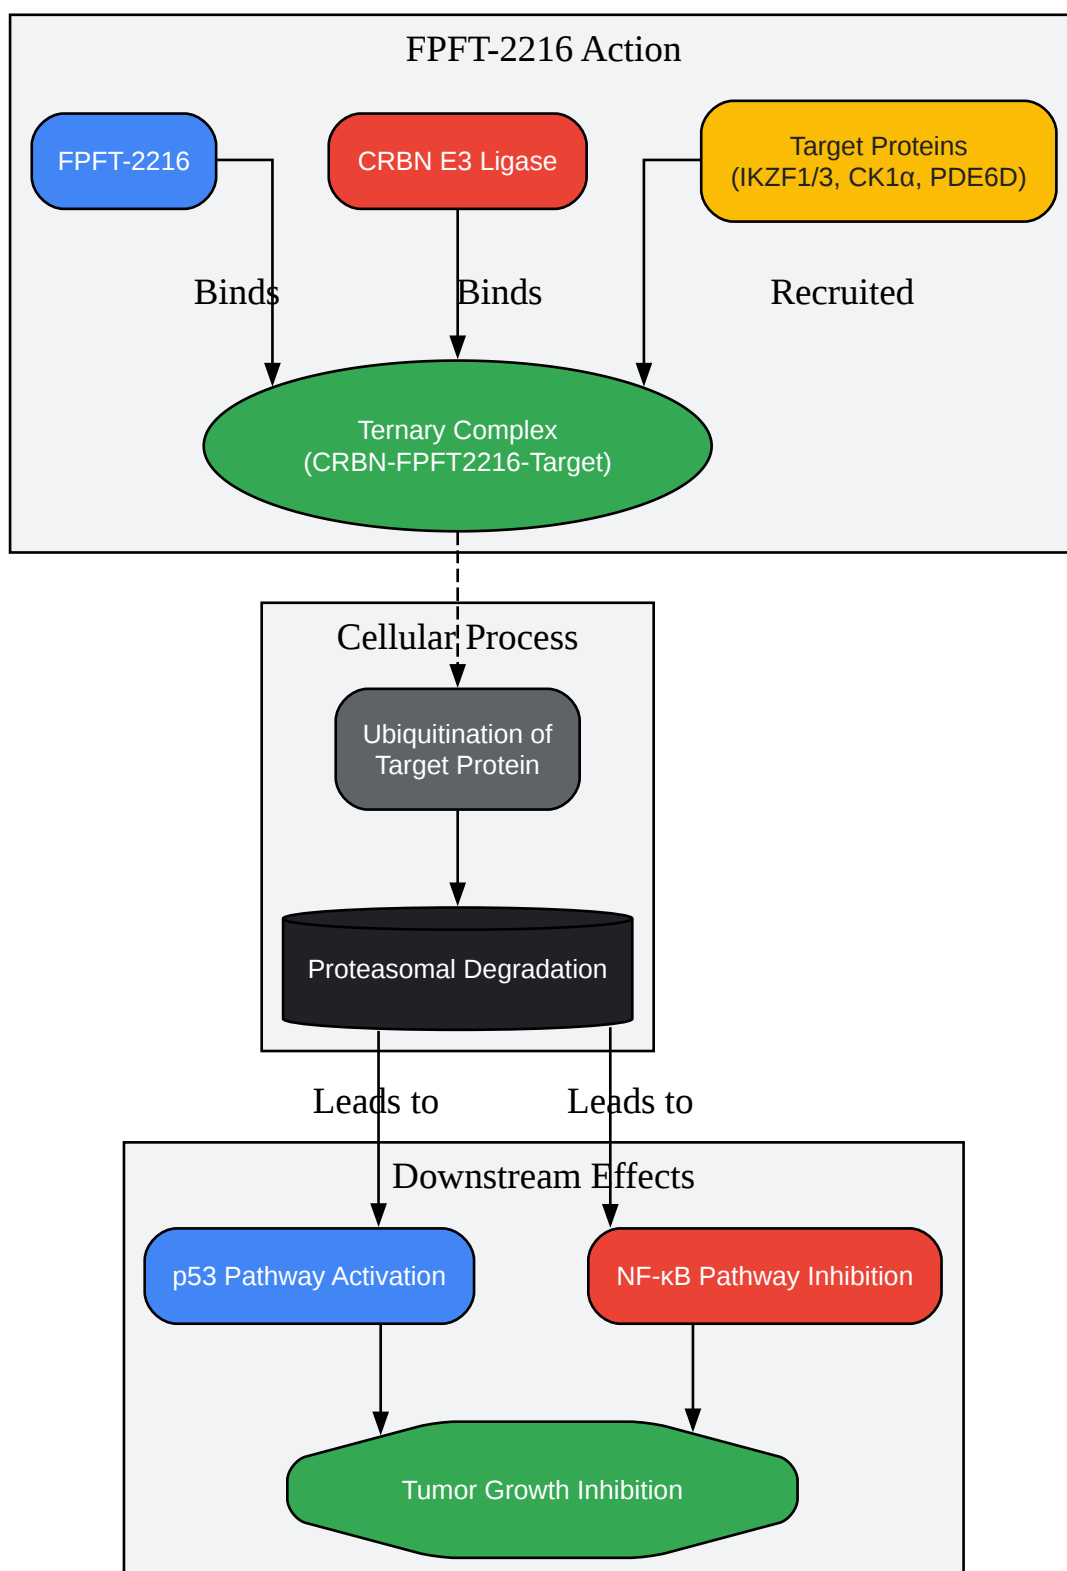 FPFT-2216 Action
FPFT-2216
CRBN E3 Ligase
Target Proteins
(IKZF1/3, CK1α, PDE6D)
Binds
Binds
Recruited
Ternary Complex
(CRBN-FPFT2216-Target)
Cellular Process
Ubiquitination of
Target Protein
Proteasomal Degradation
Leads to
Leads to
Downstream Effects
p53 Pathway Activation
NF-κB Pathway Inhibition
Tumor Growth Inhibition